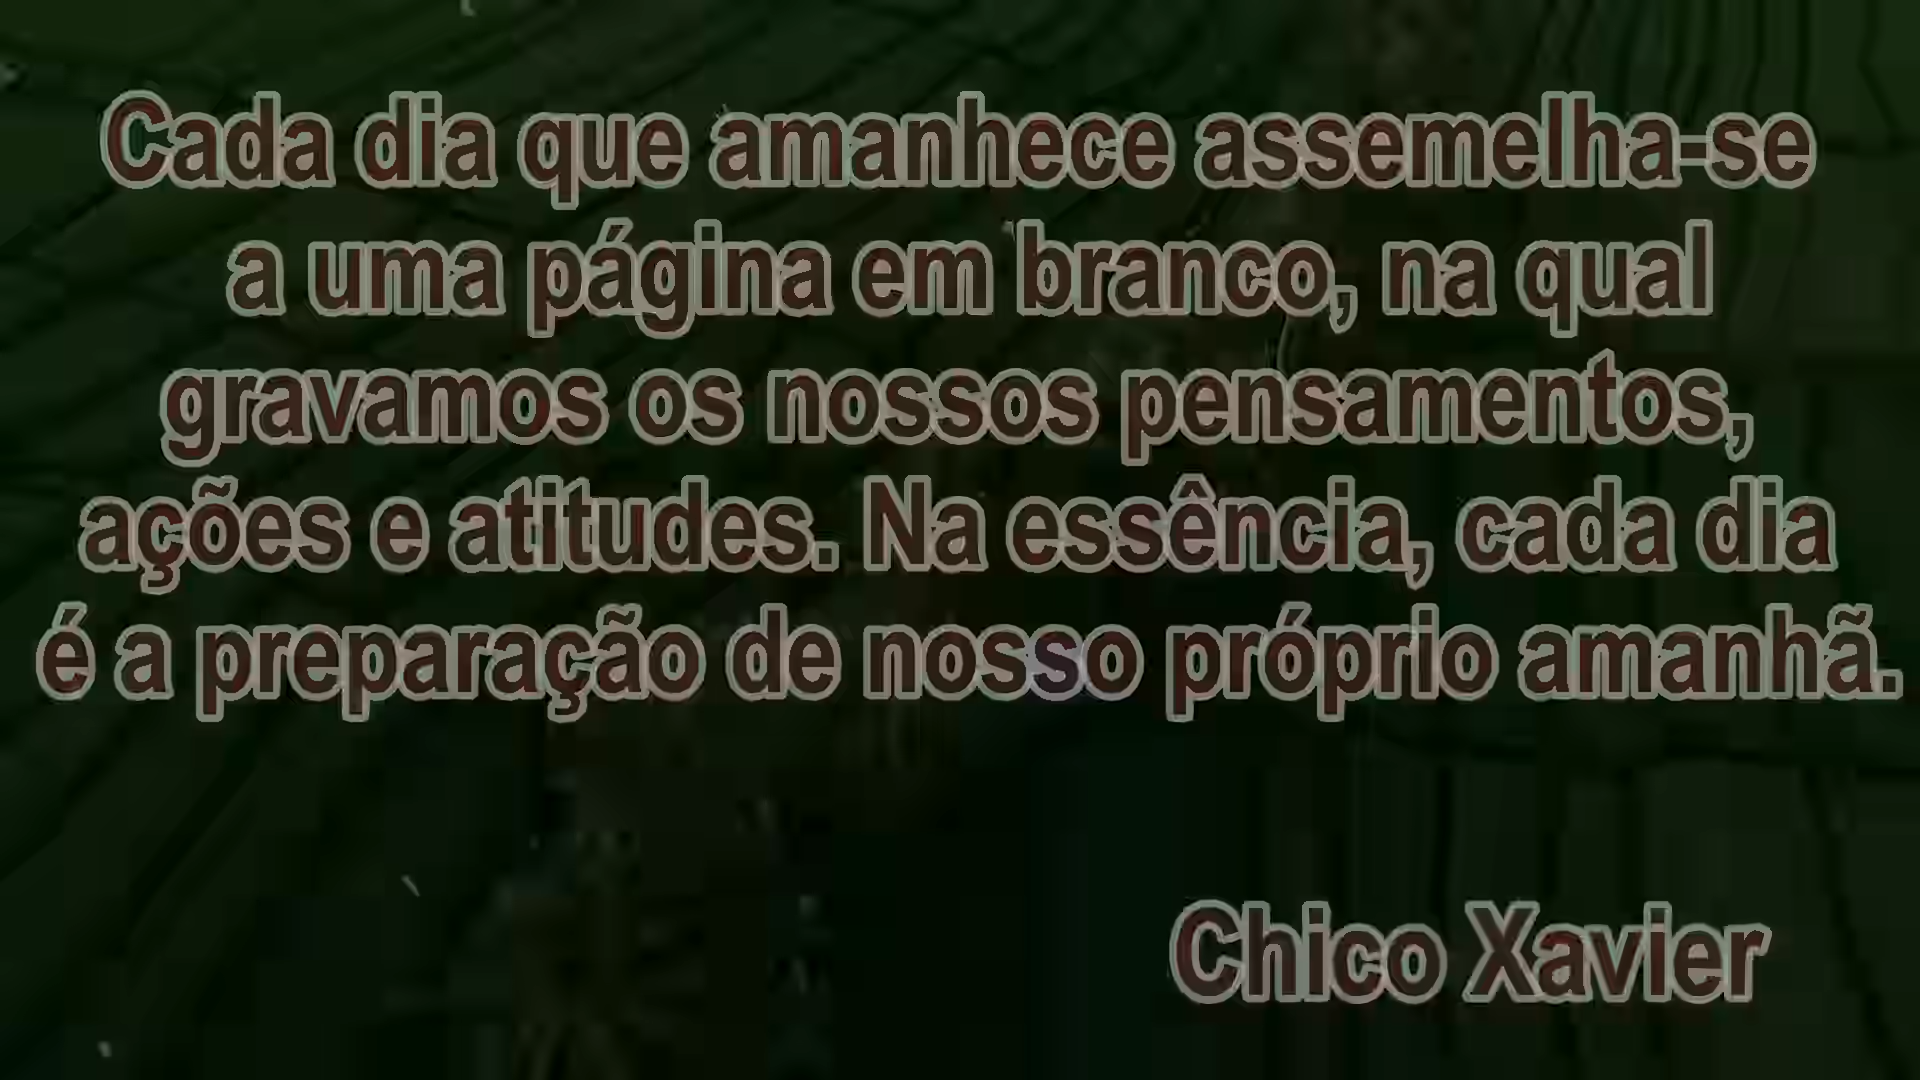 Cada dia que amanhece assemelha-se
a uma página em branco, na qual
gravamos os nossos pensamentos,
ações e atitudes. Na essência, cada dia
é a preparação de nosso próprio amanhã.
Chico Xavier